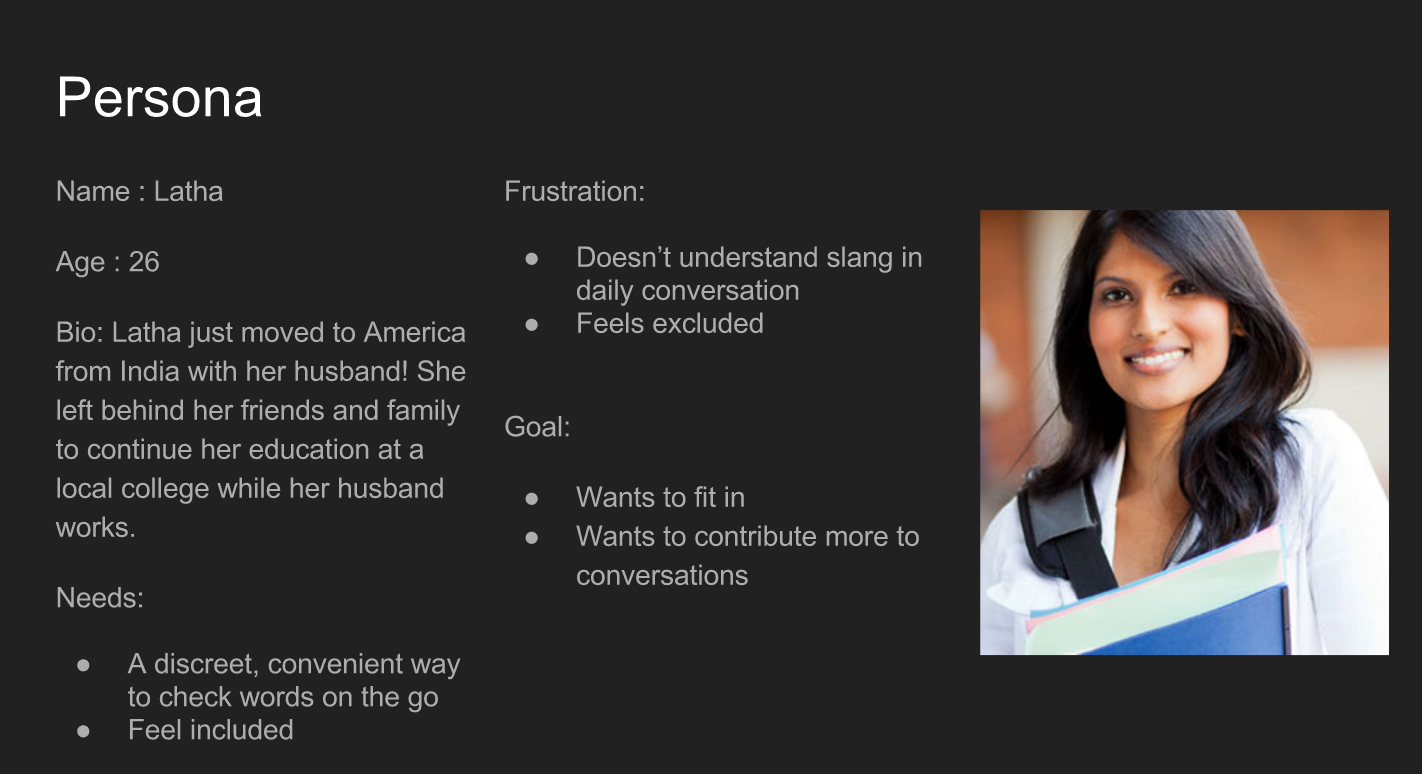 Persona
Name : Latha
Age : 26
Bio: Latha just moved to America
from India with her husband! She
left behind her friends and family
to continue her education at a
local college while her husband
works.
Needs:
● A discreet, convenient way
to check words on the go
● Feel included
Frustration:
● Doesn’t understand slang in
daily conversation
● Feels excluded
Goal:
● Wants to fit in
● Wants to contribute more to
conversations